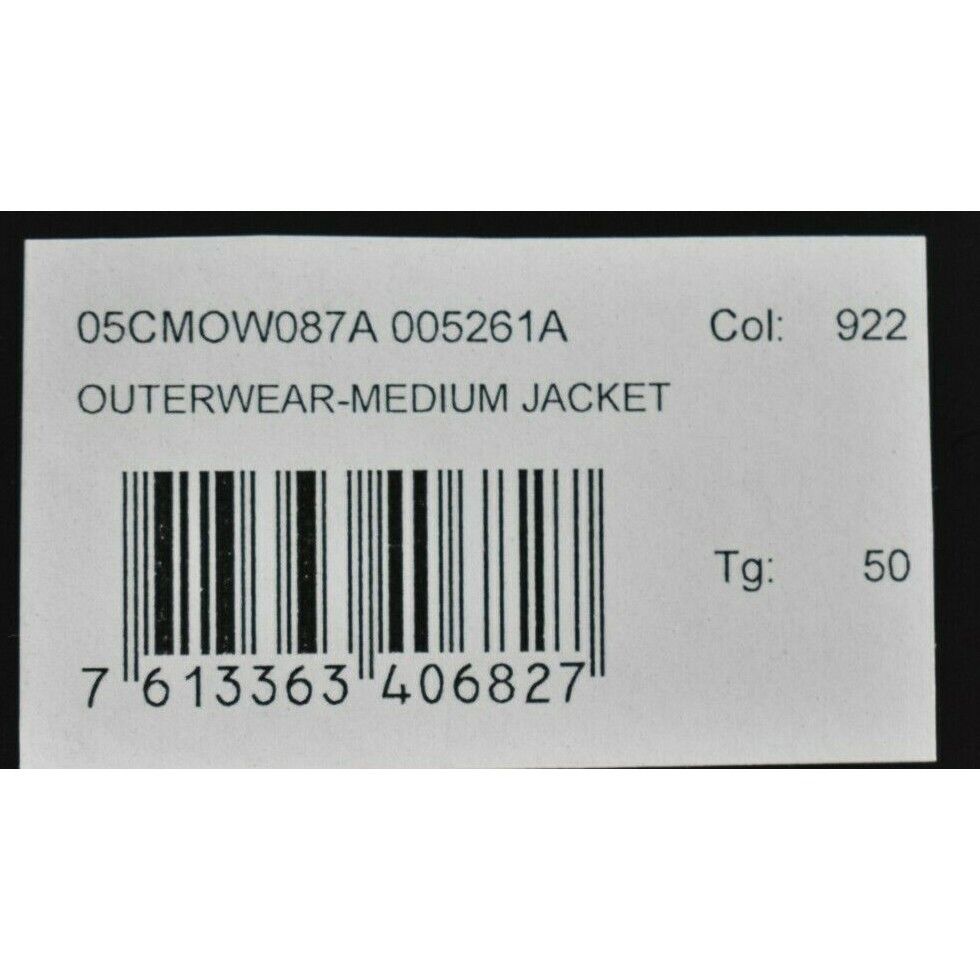 05CMOW087A 005261A Col: 922
OUTERWEAR-MEDIUM JACKET
Tg: 50
7 613363 406827